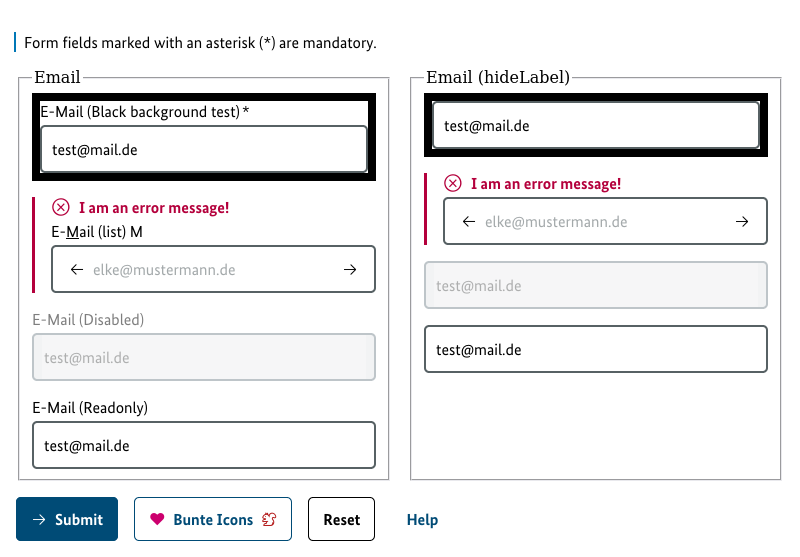 Form fields marked with an asterisk (*) are mandatory.
Email
E-Mail (Black background test) *
test@mail.de
I am an error message!
E-Mail (list) M
elke@mustermann.de
E-Mail (Disabled)
test@mail.de
E-Mail (Readonly)
test@mail.de
Email (hideLabel)
test@mail.de
I am an error message!
elke@mustermann.de
test@mail.de
test@mail.de
Submit
Bunte Icons
Reset
Help